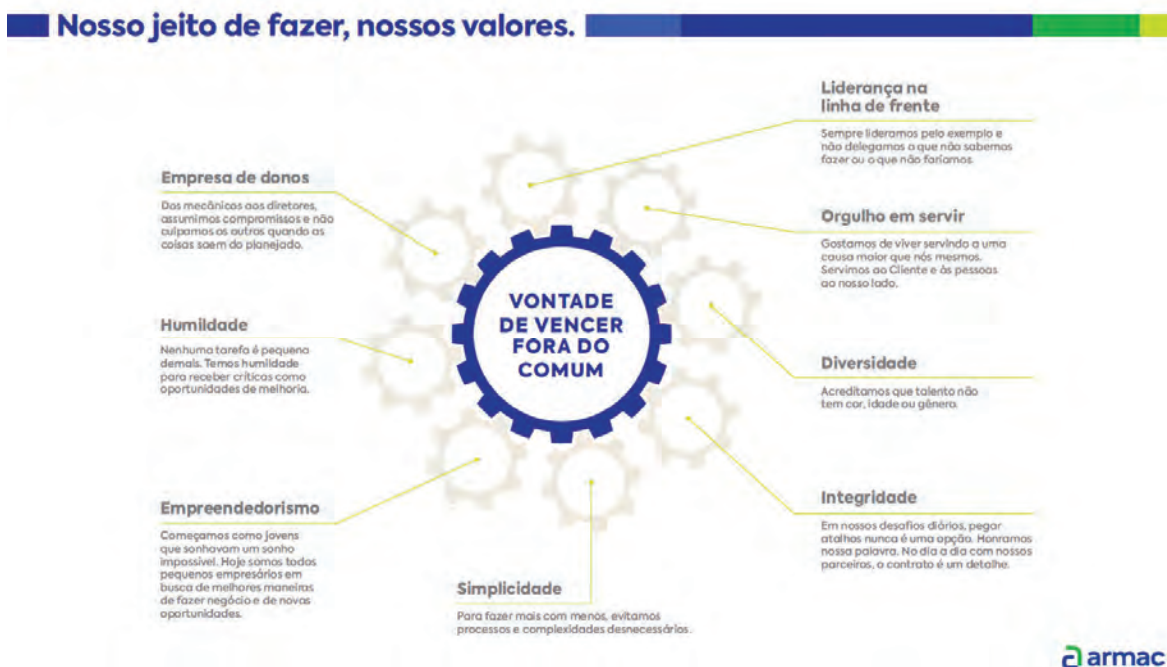 Nosso jeito de fazer, nossos valores.
Liderança na
linha de frente
Sempre lideramos pelo exemplo e
não delegamos o que não sabemos
fazer ou o que não faríamos.
Empresa de donos
Dos mecânicos aos diretores,
assumimos compromissos e não
culpamos os outros quando as
coisas saem do planejado.
Orgulho em servir
Gostamos de viver servindo a uma
causa maior que nós mesmos.
Servimos ao Cliente e às pessoas
ao nosso lado.
VONTADE
DE VENCER
FORA DO
COMUM
Humildade
Nenhuma tarefa é pequena
demais. Temos humildade
para receber críticas como
oportunidades de melhoria.
Diversidade
Acreditamos que talento não
tem cor, idade ou gênero.
Empreendedorismo
Começamos como jovens
que sonhavam um sonho
impossível. Hoje somos todos
pequenos empresários em
busca de melhores maneiras
de fazer negócio e de novas
oportunidades.
Integridade
Em nossos desafios diários, pegar
atalhos nunca é uma opção. Honramos
nossa palavra. No dia a dia com nossos
parceiros, o contrato é um detalhe.
Simplicidade
Para fazer mais com menos, evitamos
processos e complexidades desnecessários.
armac